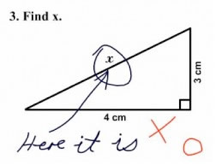 3. Find x.
x
3 cm
4 cm
Here it is X O